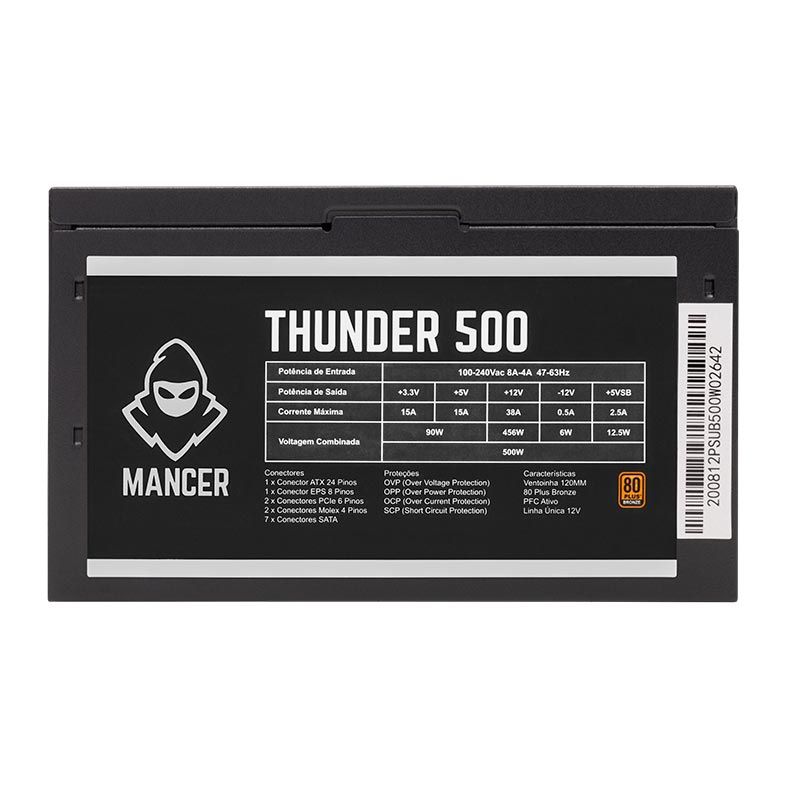 THUNDER 500
Potência de Entrada 100-240Vac 8A-4A 47-63Hz
Potência de Saída +3.3V +5V +12V -12V +5VSB
Corrente Máxima 15A 15A 38A 0.5A 2.5A
Voltagem Combinada 90W 456W 6W 12.5W
500W
MANCER
Conectores
1 x Conector ATX 24 Pinos
1 x Conector EPS 8 Pinos
2 x Conectores PCIe 6 Pinos
2 x Conectores Molex 4 Pinos
7 x Conectores SATA
Proteções
OVP (Over Voltage Protection)
OPP (Over Power Protection)
OCP (Over Current Protection)
SCP (Short Circuit Protection)
Características
Ventoinha 120MM
80 Plus Bronze
PFC Ativo
Linha Única 12V
80
PLUS
BRONZE
200812PSUB500W02642